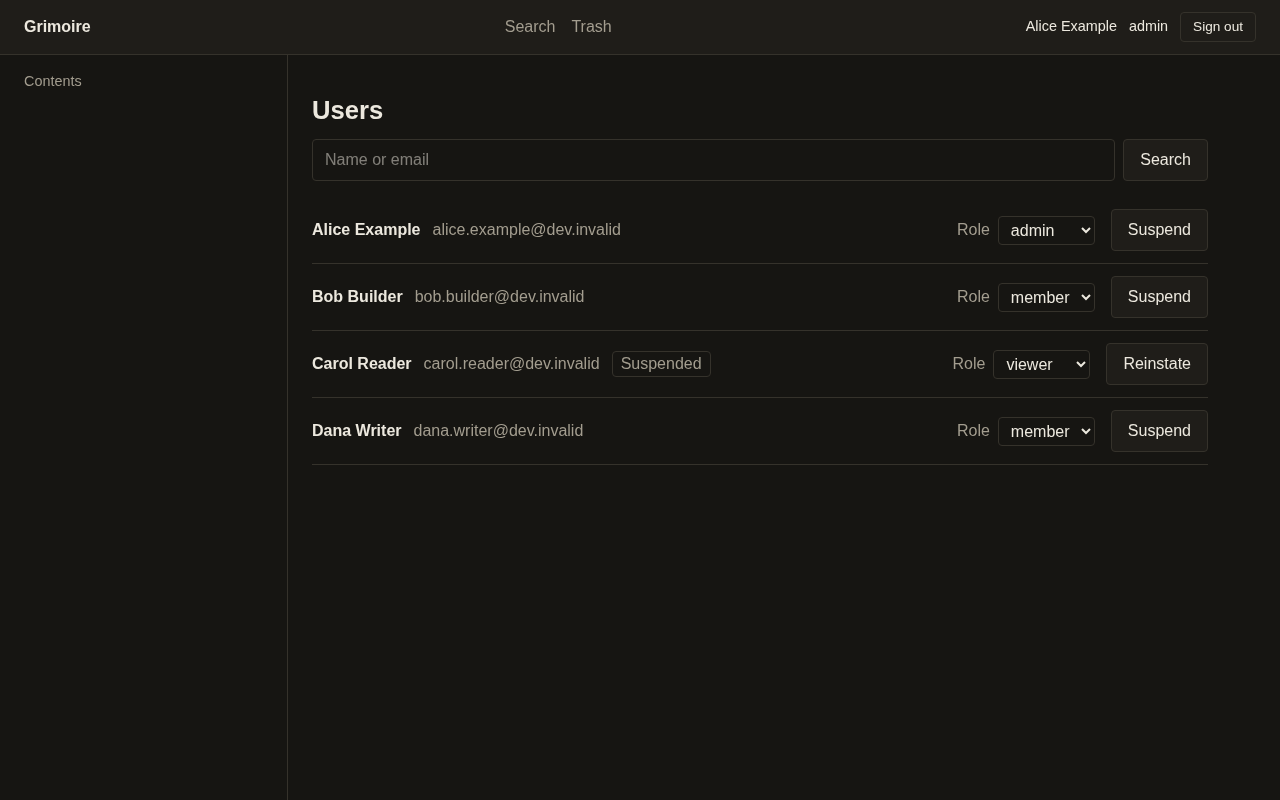 Grimoire Search Trash Alice Example admin Sign out
Contents
Users
Name or email Search
Alice Example alice.example@dev.invalid Role admin Suspend
Bob Builder bob.builder@dev.invalid Role member Suspend
Carol Reader carol.reader@dev.invalid Suspended Role viewer Reinstate
Dana Writer dana.writer@dev.invalid Role member Suspend